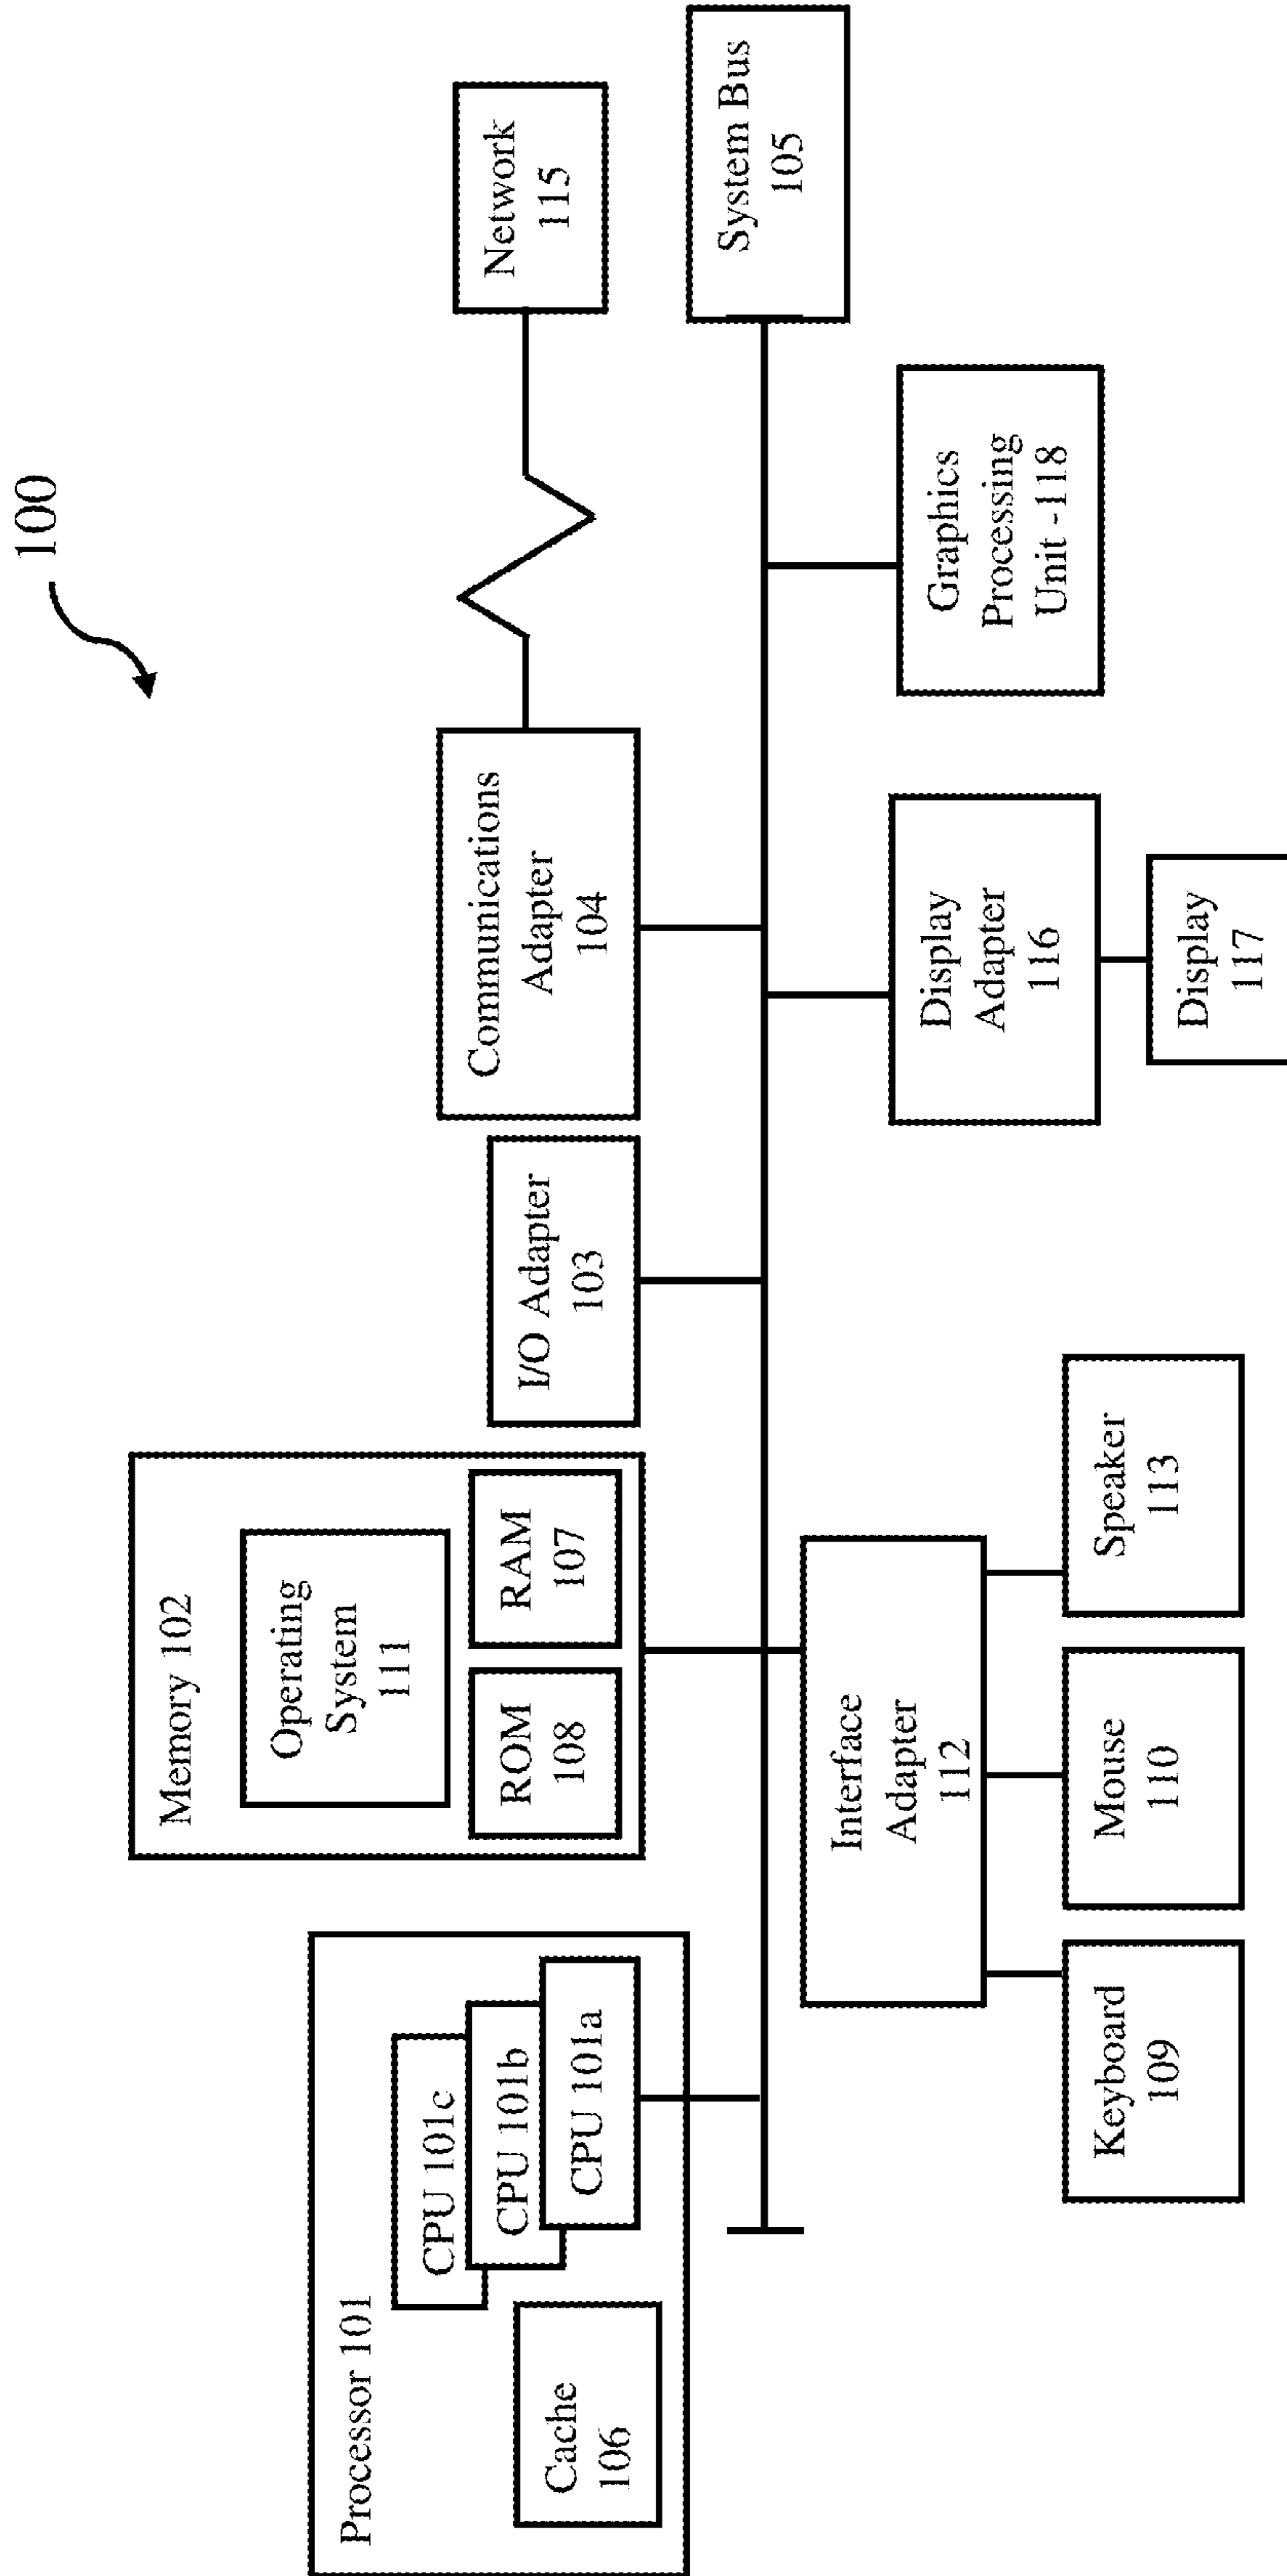 100
Processor 101
Cache
106
CPU 101c
CPU 101b
CPU 101a
Memory 102
Operating
System
111
ROM
108
RAM
107
I/O Adapter
103
Communications
Adapter
104
Network
115
System Bus
105
Interface
Adapter
112
Keyboard
109
Mouse
110
Speaker
113
Display
Adapter
116
Display
117
Graphics
Processing
Unit -118